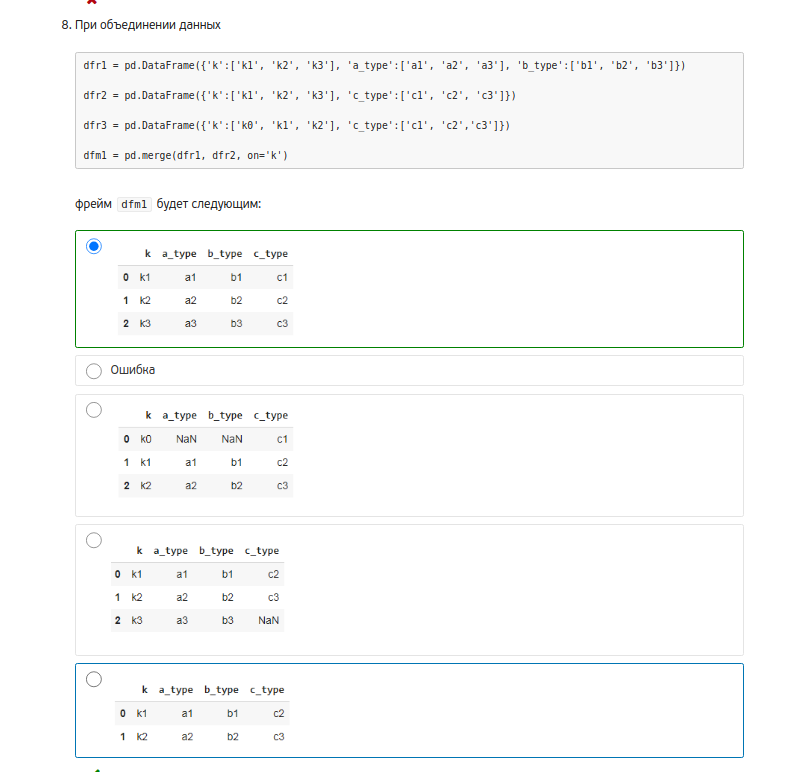 8. При объединении данных
dfr1 = pd.DataFrame({'k':['k1', 'k2', 'k3'], 'a_type':['a1', 'a2', 'a3'], 'b_type':['b1', 'b2', 'b3']})
dfr2 = pd.DataFrame({'k':['k1', 'k2', 'k3'], 'c_type':['c1', 'c2', 'c3']})
dfr3 = pd.DataFrame({'k':['k0', 'k1', 'k2'], 'c_type':['c1', 'c2','c3']})
dfm1 = pd.merge(dfr1, dfr2, on='k')
фрейм dfm1 будет следующим:
k a_type b_type c_type
0 k1 a1 b1 c1
1 k2 a2 b2 c2
2 k3 a3 b3 c3
Ошибка
k a_type b_type c_type
0 k0 NaN NaN c1
1 k1 a1 b1 c2
2 k2 a2 b2 c3
k a_type b_type c_type
0 k1 a1 b1 c2
1 k2 a2 b2 c3
2 k3 a3 b3 NaN
k a_type b_type c_type
0 k1 a1 b1 c2
1 k2 a2 b2 c3